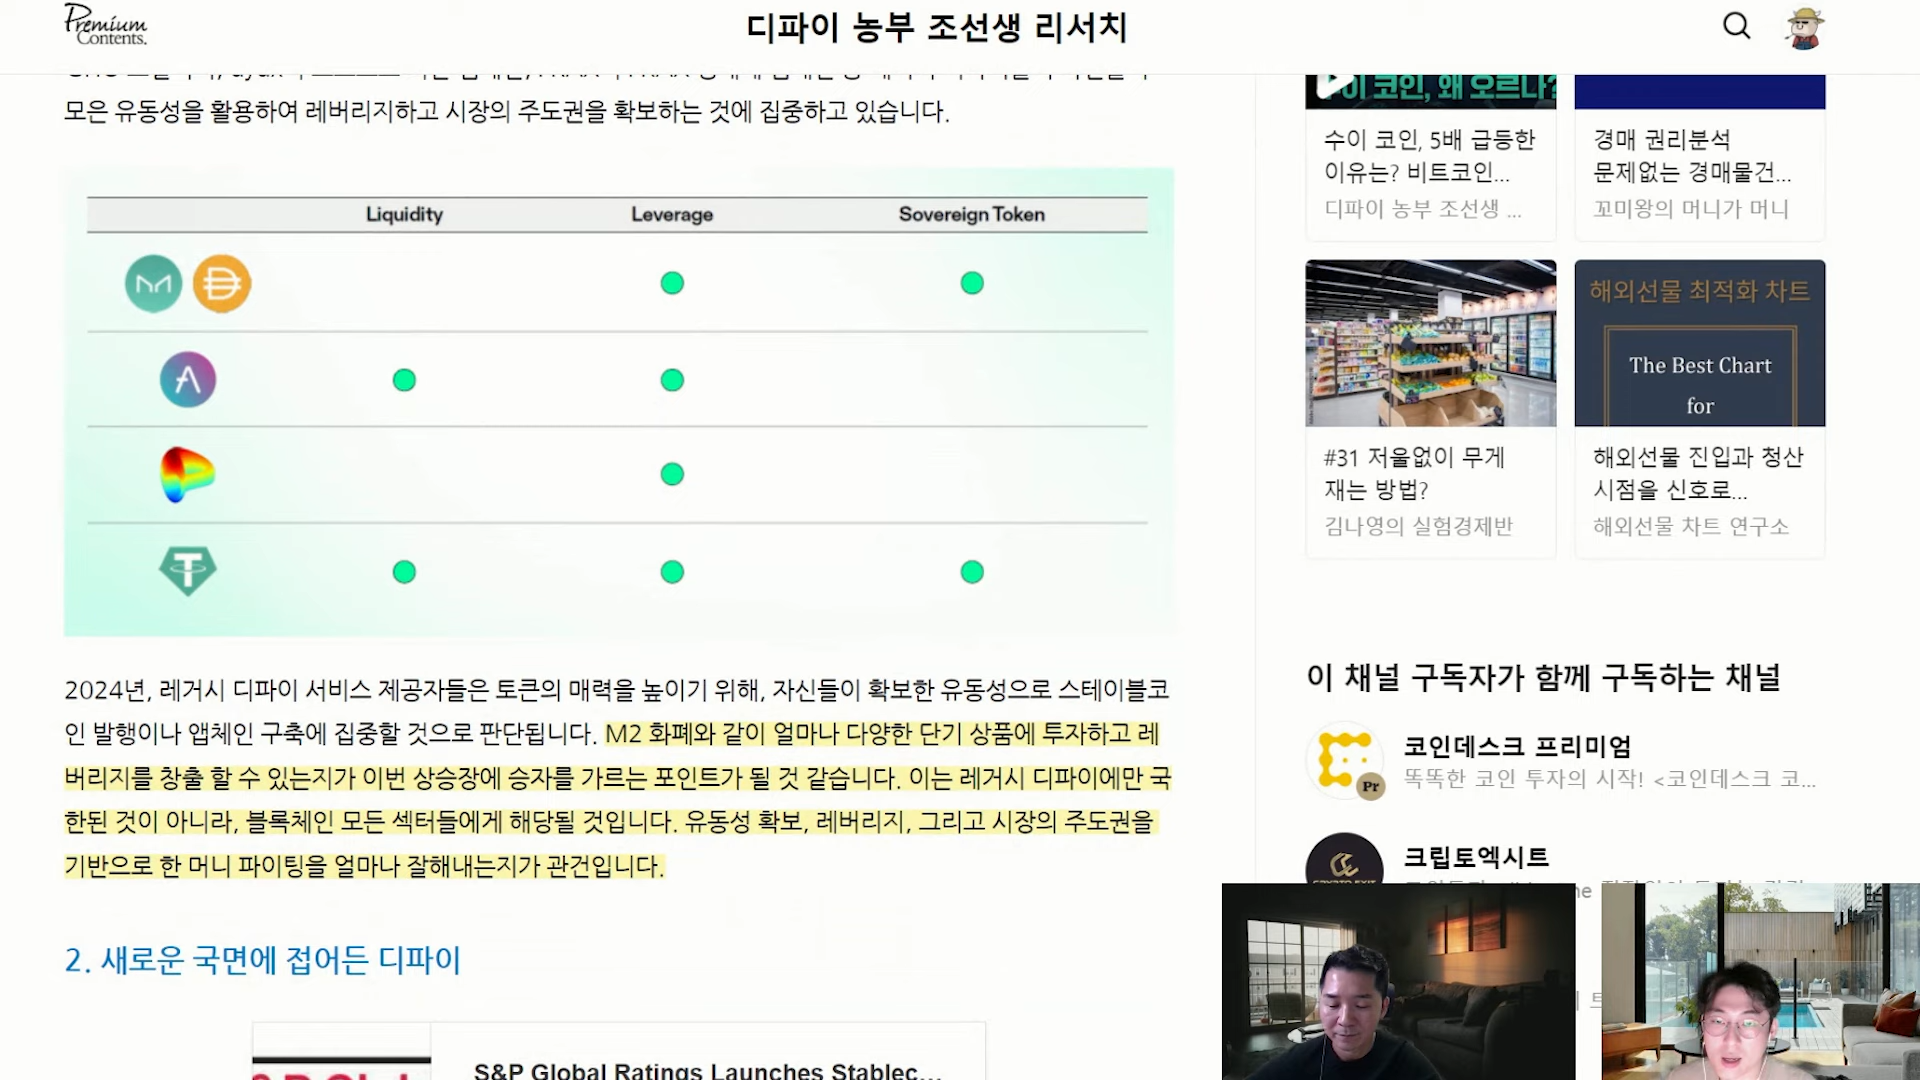 Premium
Contents.
디파이 농부 조선생 리서치
모은 유동성을 활용하여 레버리지하고 시장의 주도권을 확보하는 것에 집중하고 있습니다.
Liquidity Leverage Sovereign Token
2024년, 레거시 디파이 서비스 제공자들은 토큰의 매력을 높이기 위해, 자신들이 확보한 유동성으로 스테이블코
인 발행이나 앱체인 구축에 집중할 것으로 판단됩니다. M2 화폐와 같이 얼마나 다양한 단기 상품에 투자하고 레
버리지를 창출 할 수 있는지가 이번 상승장에 승자를 가르는 포인트가 될 것 같습니다. 이는 레거시 디파이에만 국
한된 것이 아니라, 블록체인 모든 섹터들에게 해당될 것입니다. 유동성 확보, 레버리지, 그리고 시장의 주도권을
기반으로 한 머니 파이팅을 얼마나 잘해내는지가 관건입니다.
2. 새로운 국면에 접어든 디파이
S&P Global Ratings Launches Stablec...
수이 코인, 왜 오르나?
수이 코인, 5배 급등한
이유는? 비트코인...
디파이 농부 조선생 ...
경매 권리분석
문제없는 경매물건...
꼬미왕의 머니가 머니
#31 저울없이 무게
재는 방법?
김나영의 실험경제반
해외선물 최적화 차트
The Best Chart
for
해외선물 진입과 청산
시점을 신호로...
해외선물 차트 연구소
이 채널 구독자가 함께 구독하는 채널
Pr
코인데스크 프리미엄
똑똑한 코인 투자의 시작! <코인데스크 코...
크립토엑시트